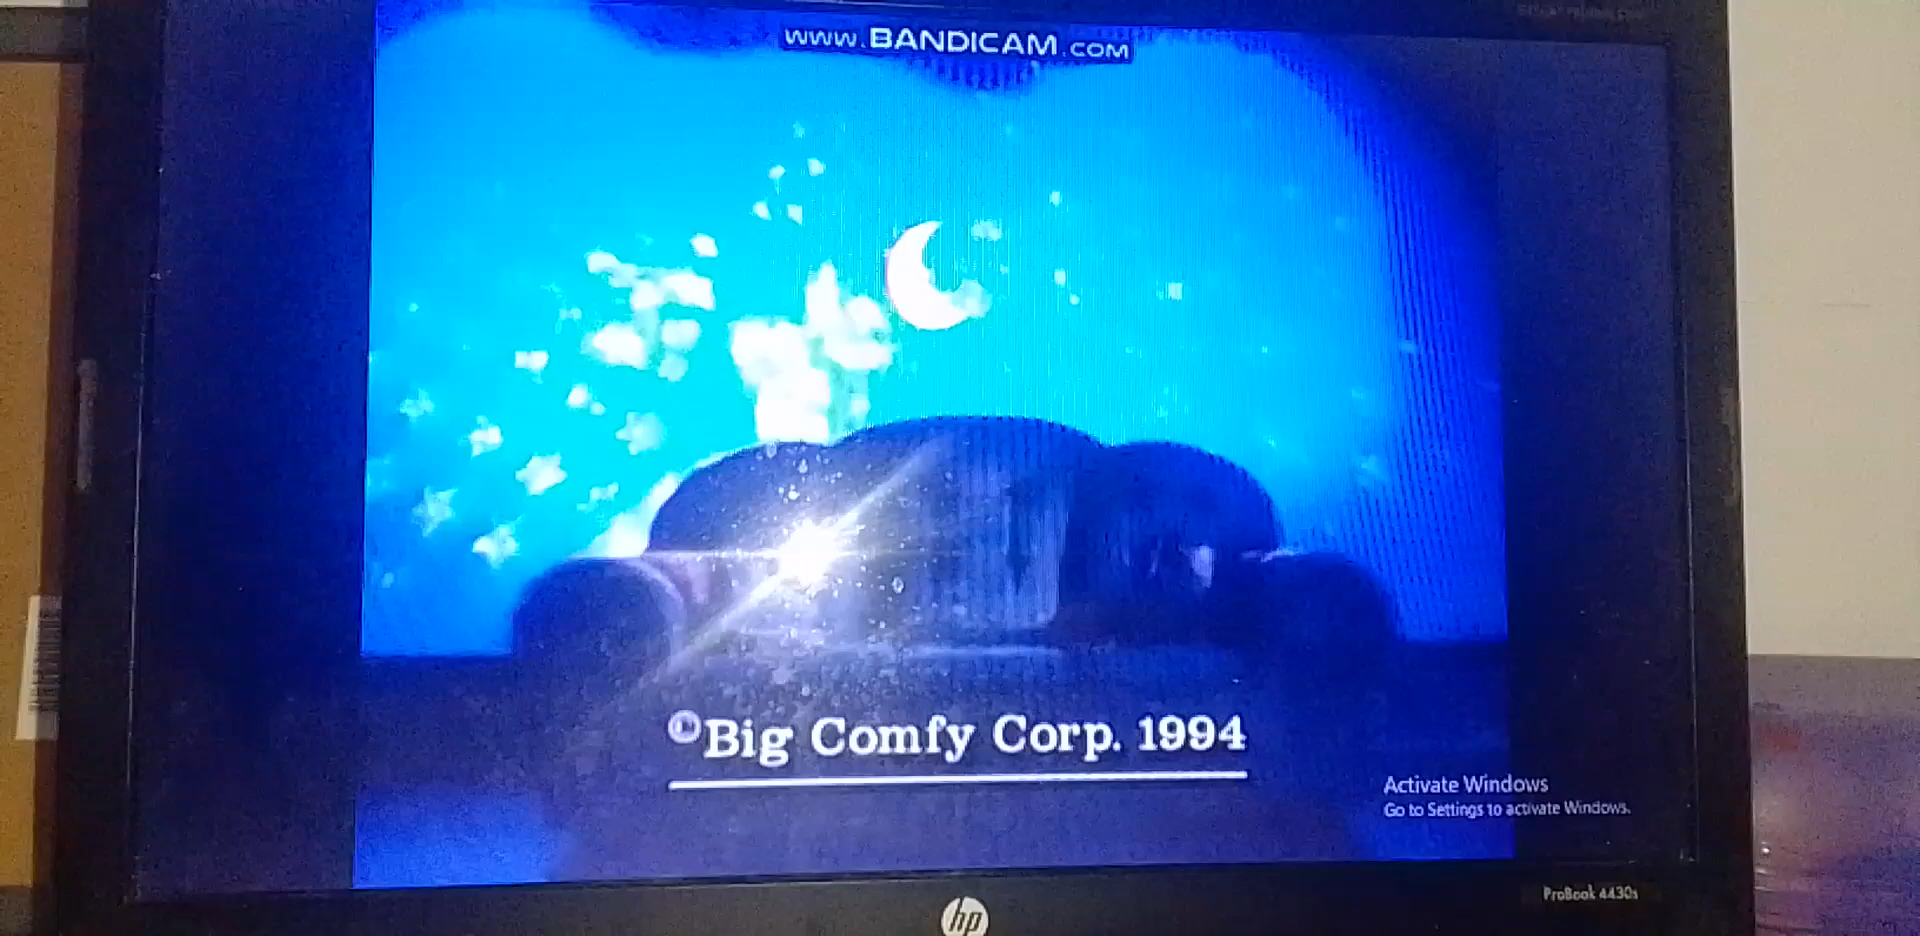 www.BANDICAM.COM
©Big Comfy Corp. 1994
Activate Windows
Go to Settings to activate Windows.
ProBook 4430s
hp